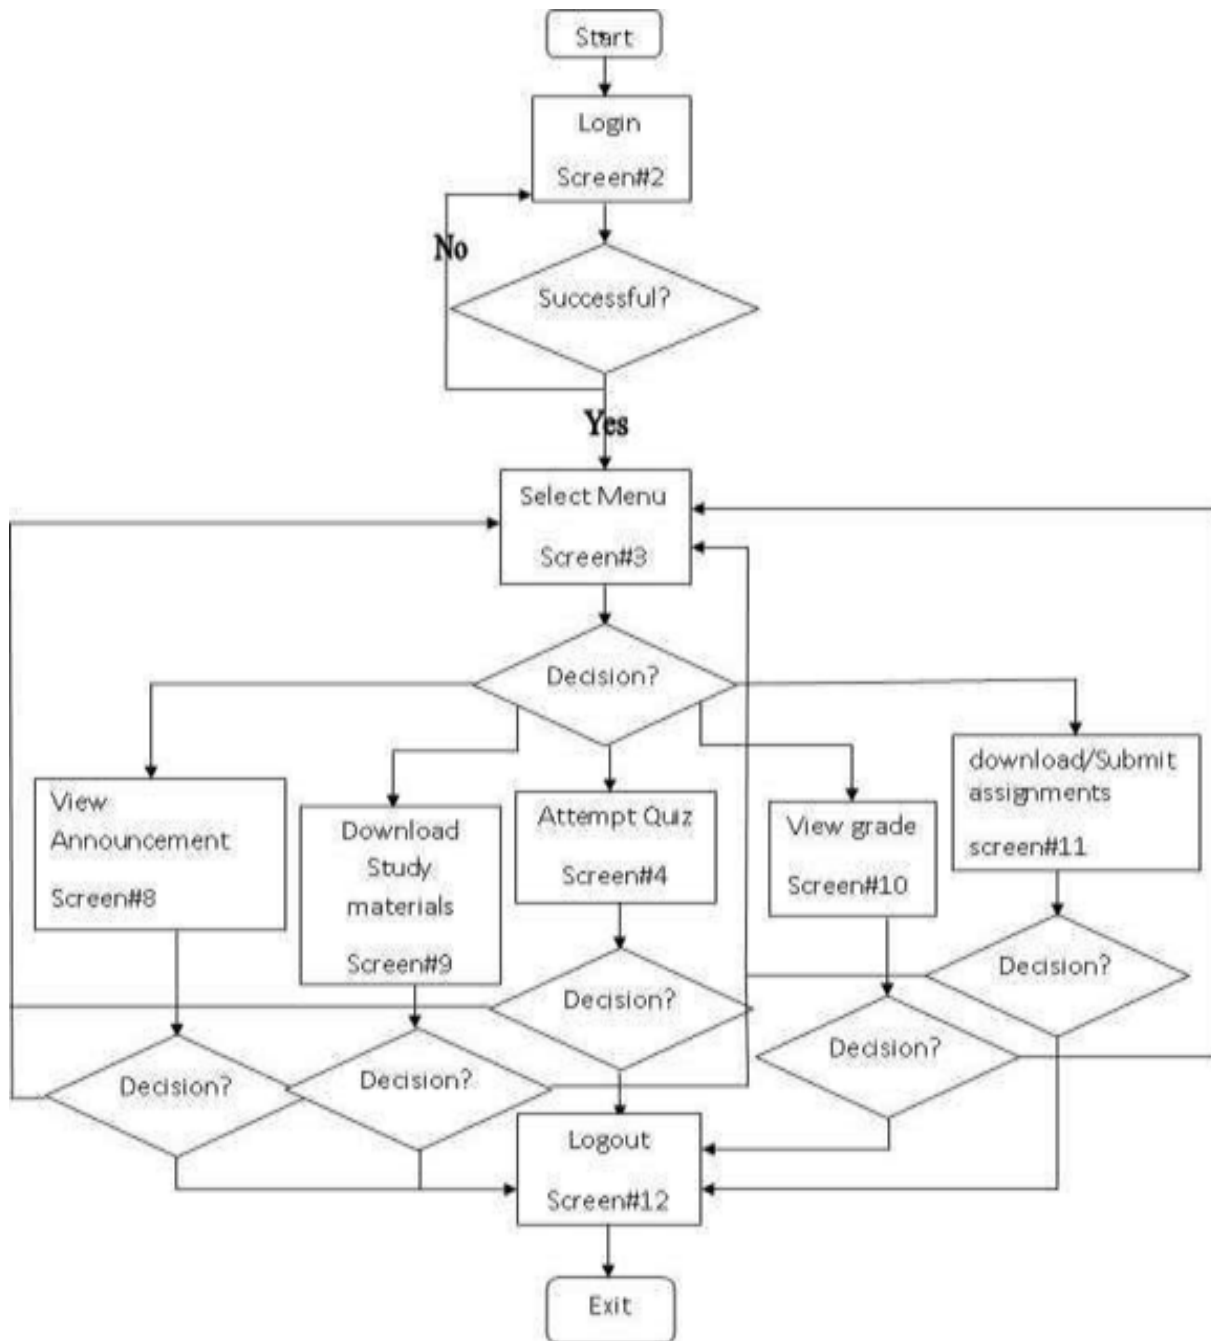 Start
Login
Screen#2
No
Successful?
Yes
Select Menu
Screen#3
Decision?
View
Announcement
Screen#8
Download
Study
materials
Screen#9
Attempt Quiz
Screen#4
View grade
Screen#10
download/Submit
assignments
screen#11
Decision?
Decision?
Decision?
Decision?
Decision?
Logout
Screen#12
Exit